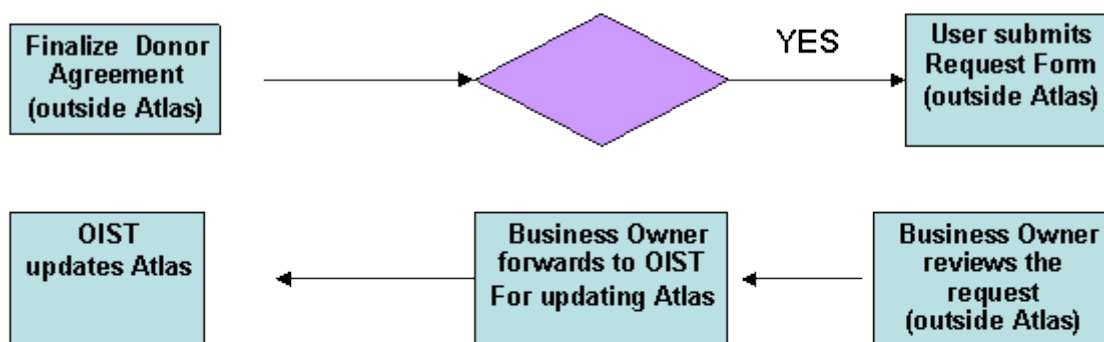 Finalize Donor
Agreement
(outside Atlas)
YES
User submits
Request Form
(outside Atlas)
OIST
updates Atlas
Business Owner
forwards to OIST
For updating Atlas
Business Owner
reviews the
request
(outside Atlas)